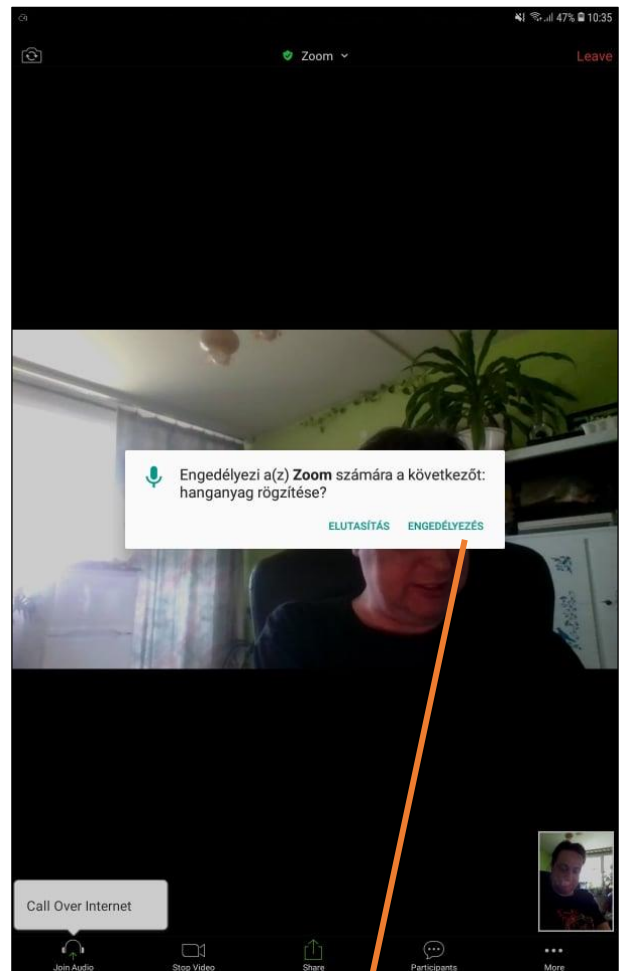 47% 10:35
Zoom
Leave
Engedélyezi a(z) Zoom számára a következőt:
hanganyag rögzítése?
ELUTASÍTÁS ENGEDÉLYEZÉS
Call Over Internet
Join Audio Stop Video Share Participants More